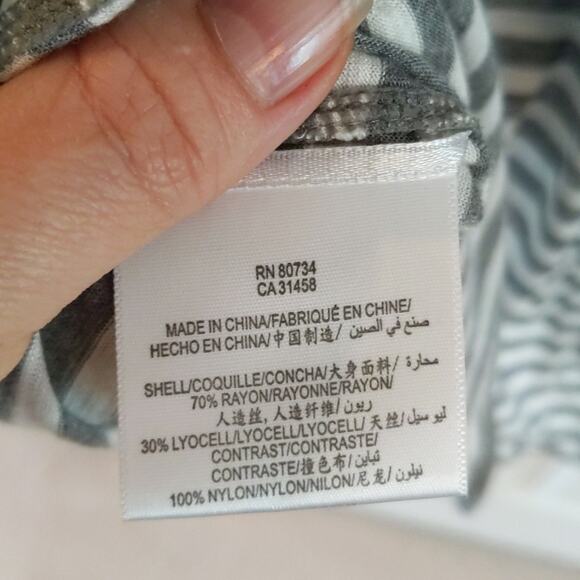 RN 80734
CA 31458
MADE IN CHINA/FABRIQUÉ EN CHINE/
HECHO EN CHINA/中国制造/ صنع في الصين
SHELL/COQUILLE/CONCHA/大身面料/ محارة
70% RAYON/RAYONNE/RAYON/
人造丝, 人造纤维/ ريون/
30% LYOCELL/LYOCELL/LYOCELL/ 天丝/ ليوسيل
CONTRAST/CONTRASTE/
CONTRASTE/撞色布/ تباين
100% NYLON/NYLON/NILON/尼龙/ نيلون